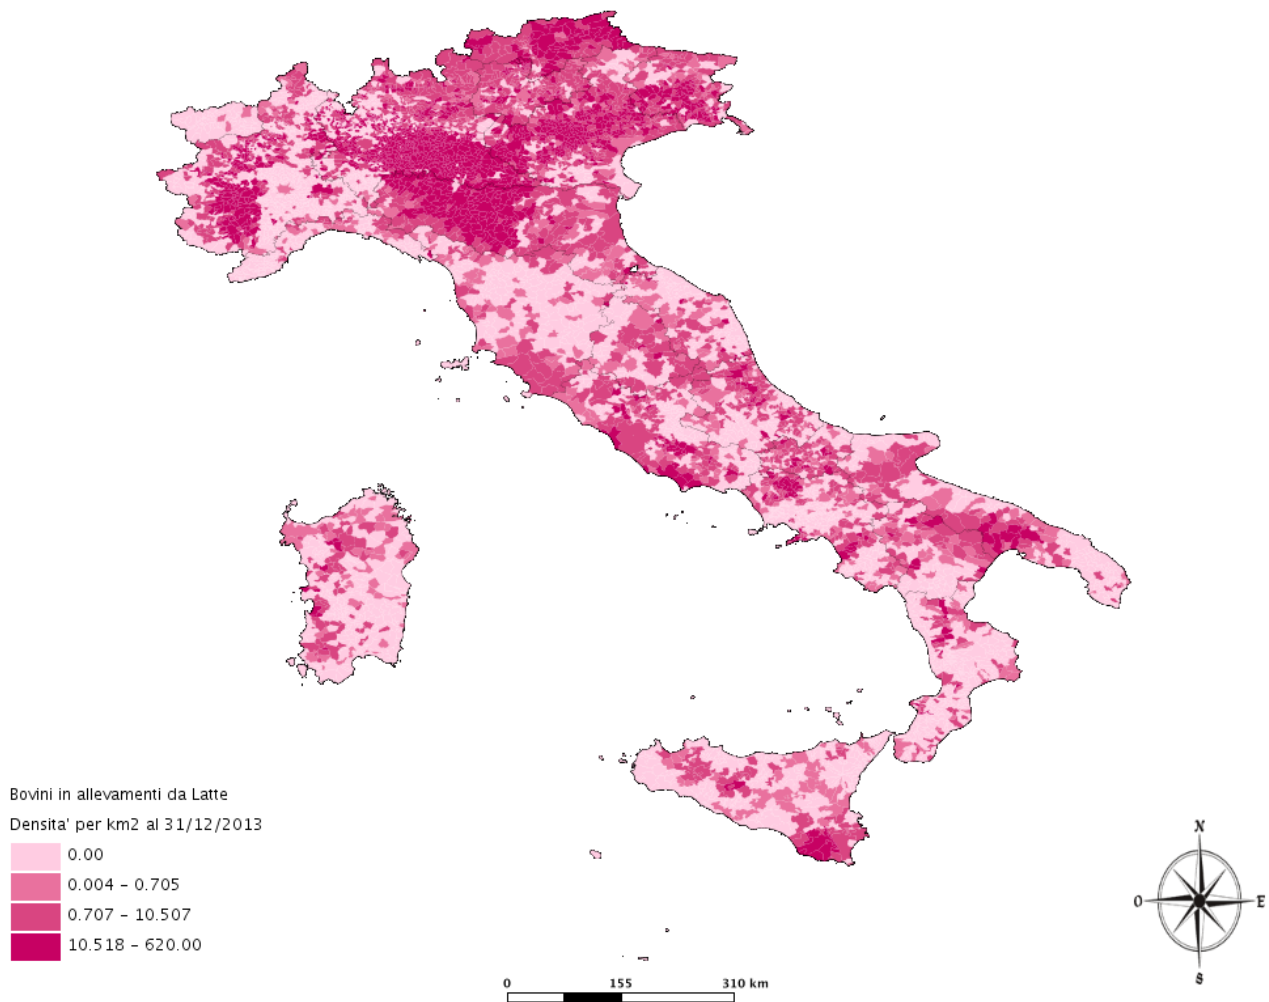 Bovini in allevamenti da Latte
Densita' per km2 al 31/12/2013
0.00
0.004 – 0.705
0.707 – 10.507
10.518 – 620.00
N
O E
S
0 155 310 km